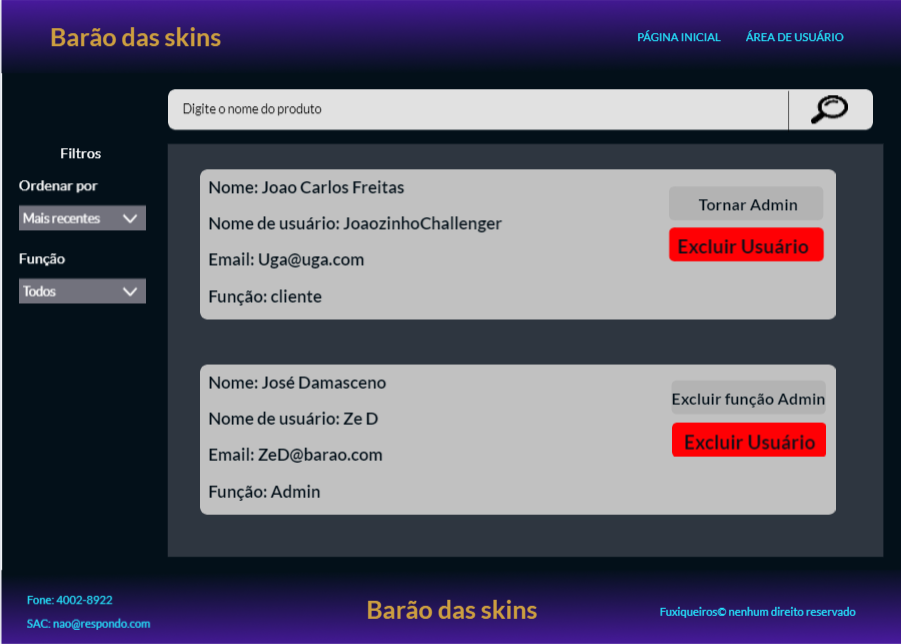 Barão das skins
PÁGINA INICIAL
ÁREA DE USUÁRIO
Digite o nome do produto
Filtros
Ordenar por
Mais recentes
Função
Todos
Nome: Joao Carlos Freitas
Nome de usuário: JoaozinhoChallenger
Email: Uga@uga.com
Função: cliente
Tornar Admin
Excluir Usuário
Nome: José Damasceno
Nome de usuário: Ze D
Email: ZeD@barao.com
Função: Admin
Excluir função Admin
Excluir Usuário
Fone: 4002-8922
SAC: nao@respondo.com
Barão das skins
Fuxiqueiros© nenhum direito reservado